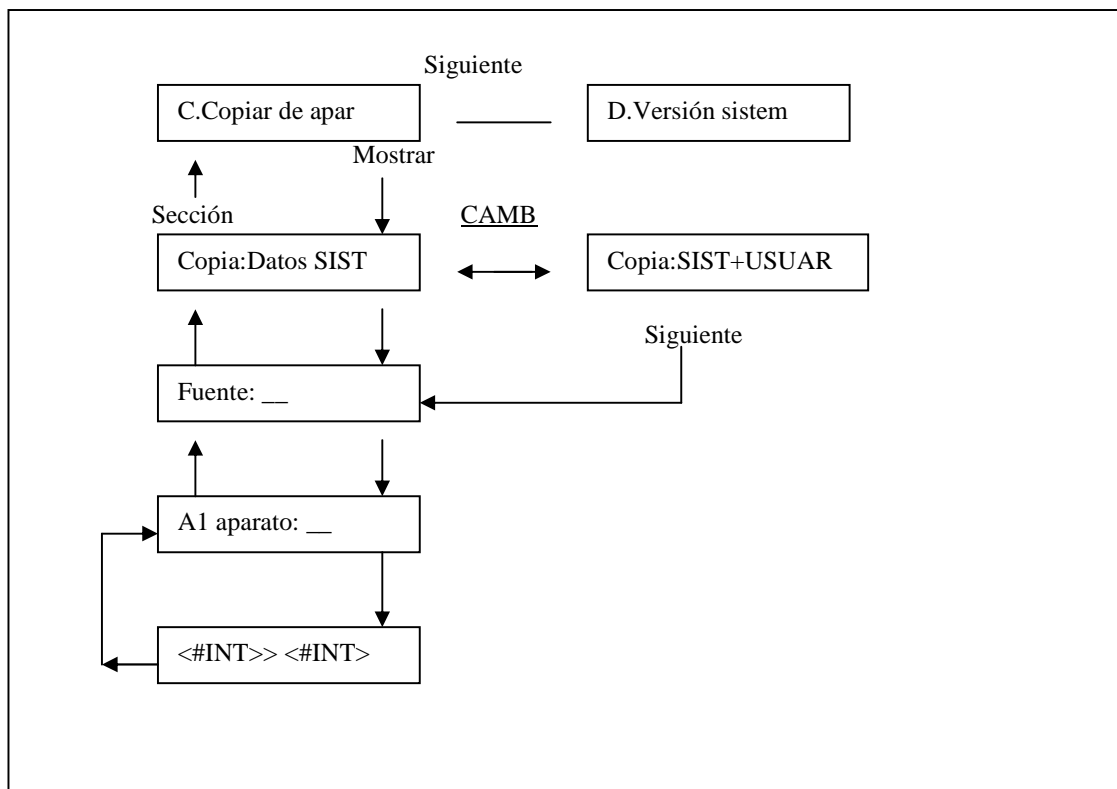 Siguiente
C.Copiar de apar
D.Versión sistem
Mostrar
Sección
CAMB
Copia:Datos SIST
Copia:SIST+USUAR
Siguiente
Fuente: __
A1 aparato: __
<#INT>> <#INT>